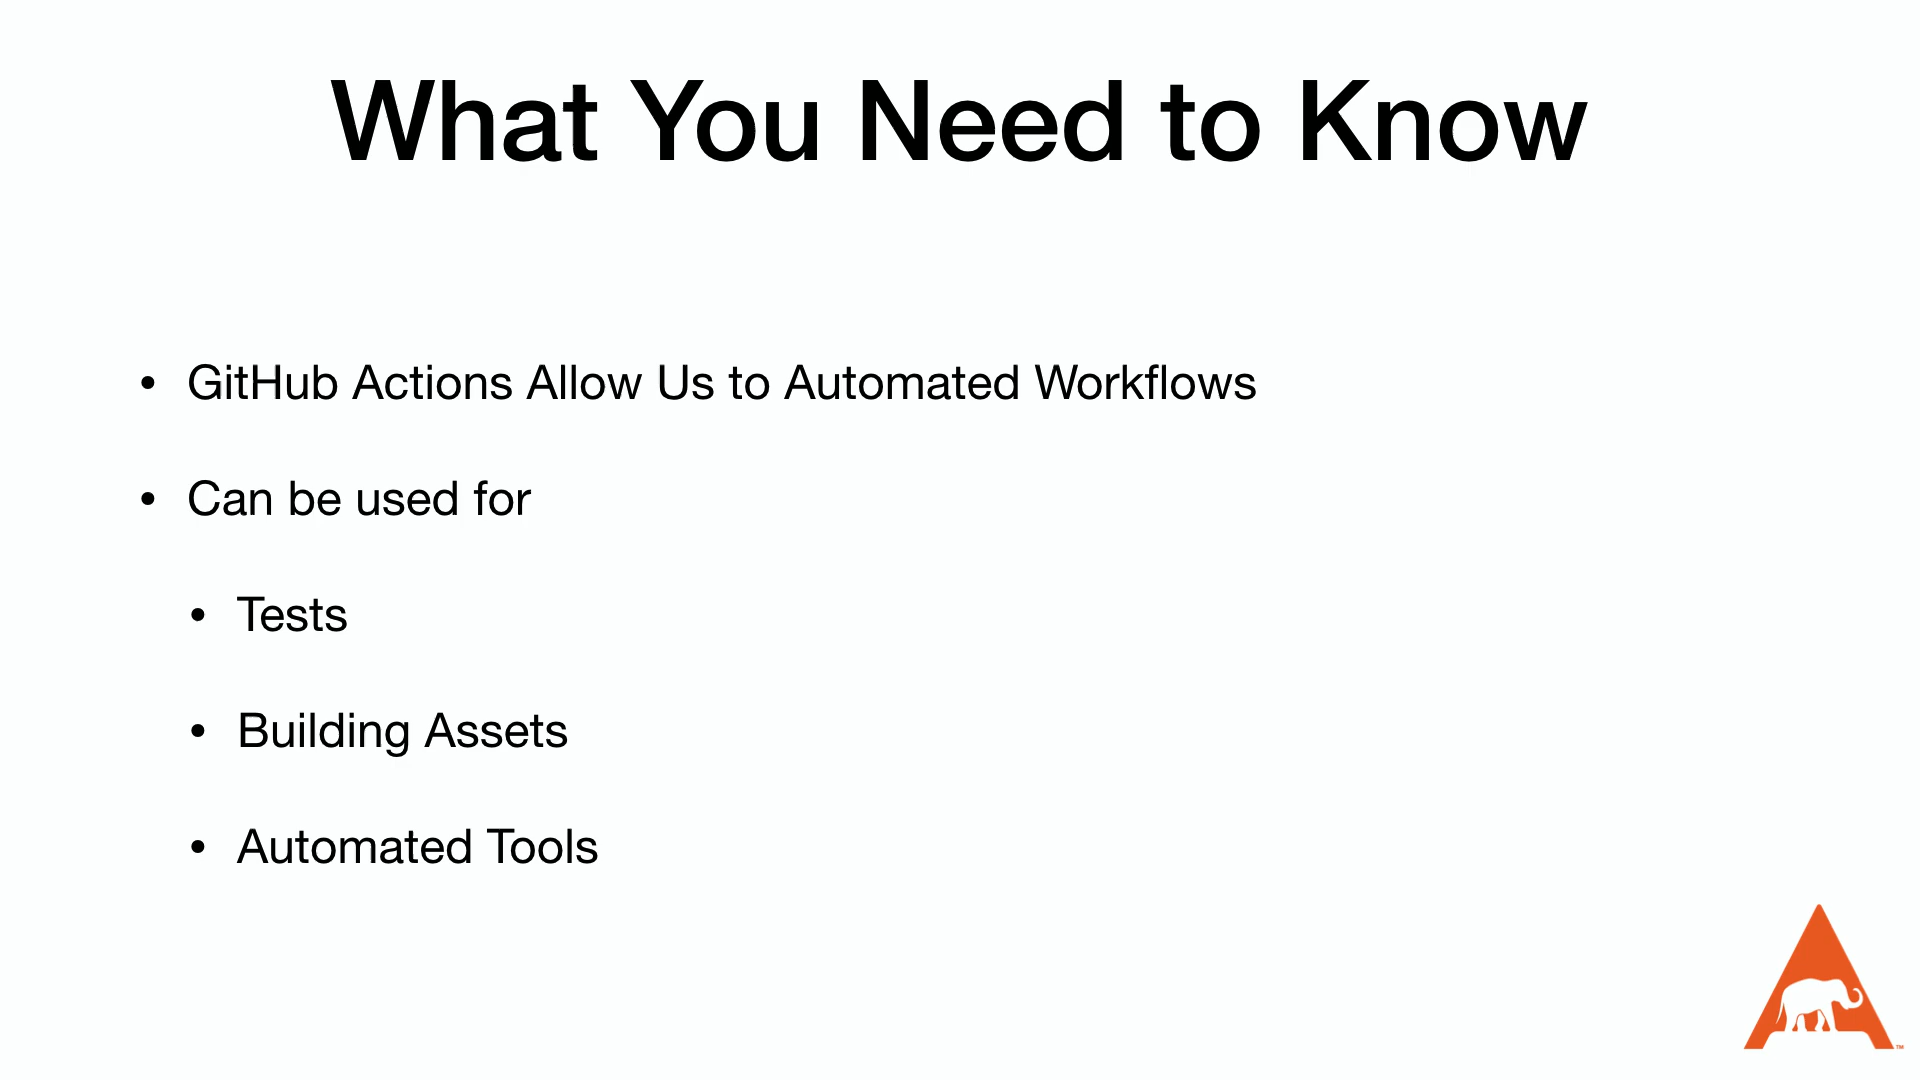 What You Need to Know
• GitHub Actions Allow Us to Automated Workflows
• Can be used for
• Tests
• Building Assets
• Automated Tools
TM